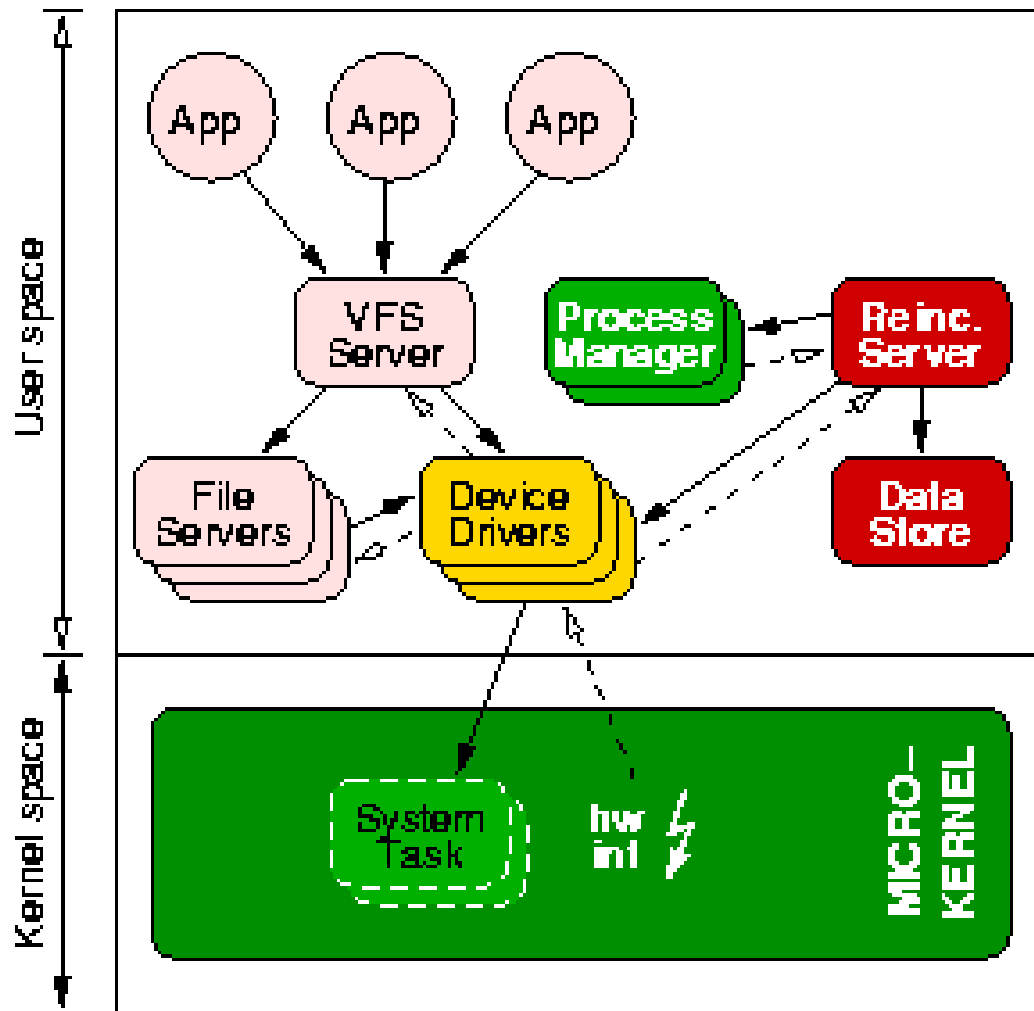 App
App
App
User space
VFS
Server
Process
Manager
Reinc.
Server
File
Servers
Device
Drivers
Data
Store
Kernel space
System
Task
hw
int
MICRO–
KERNEL